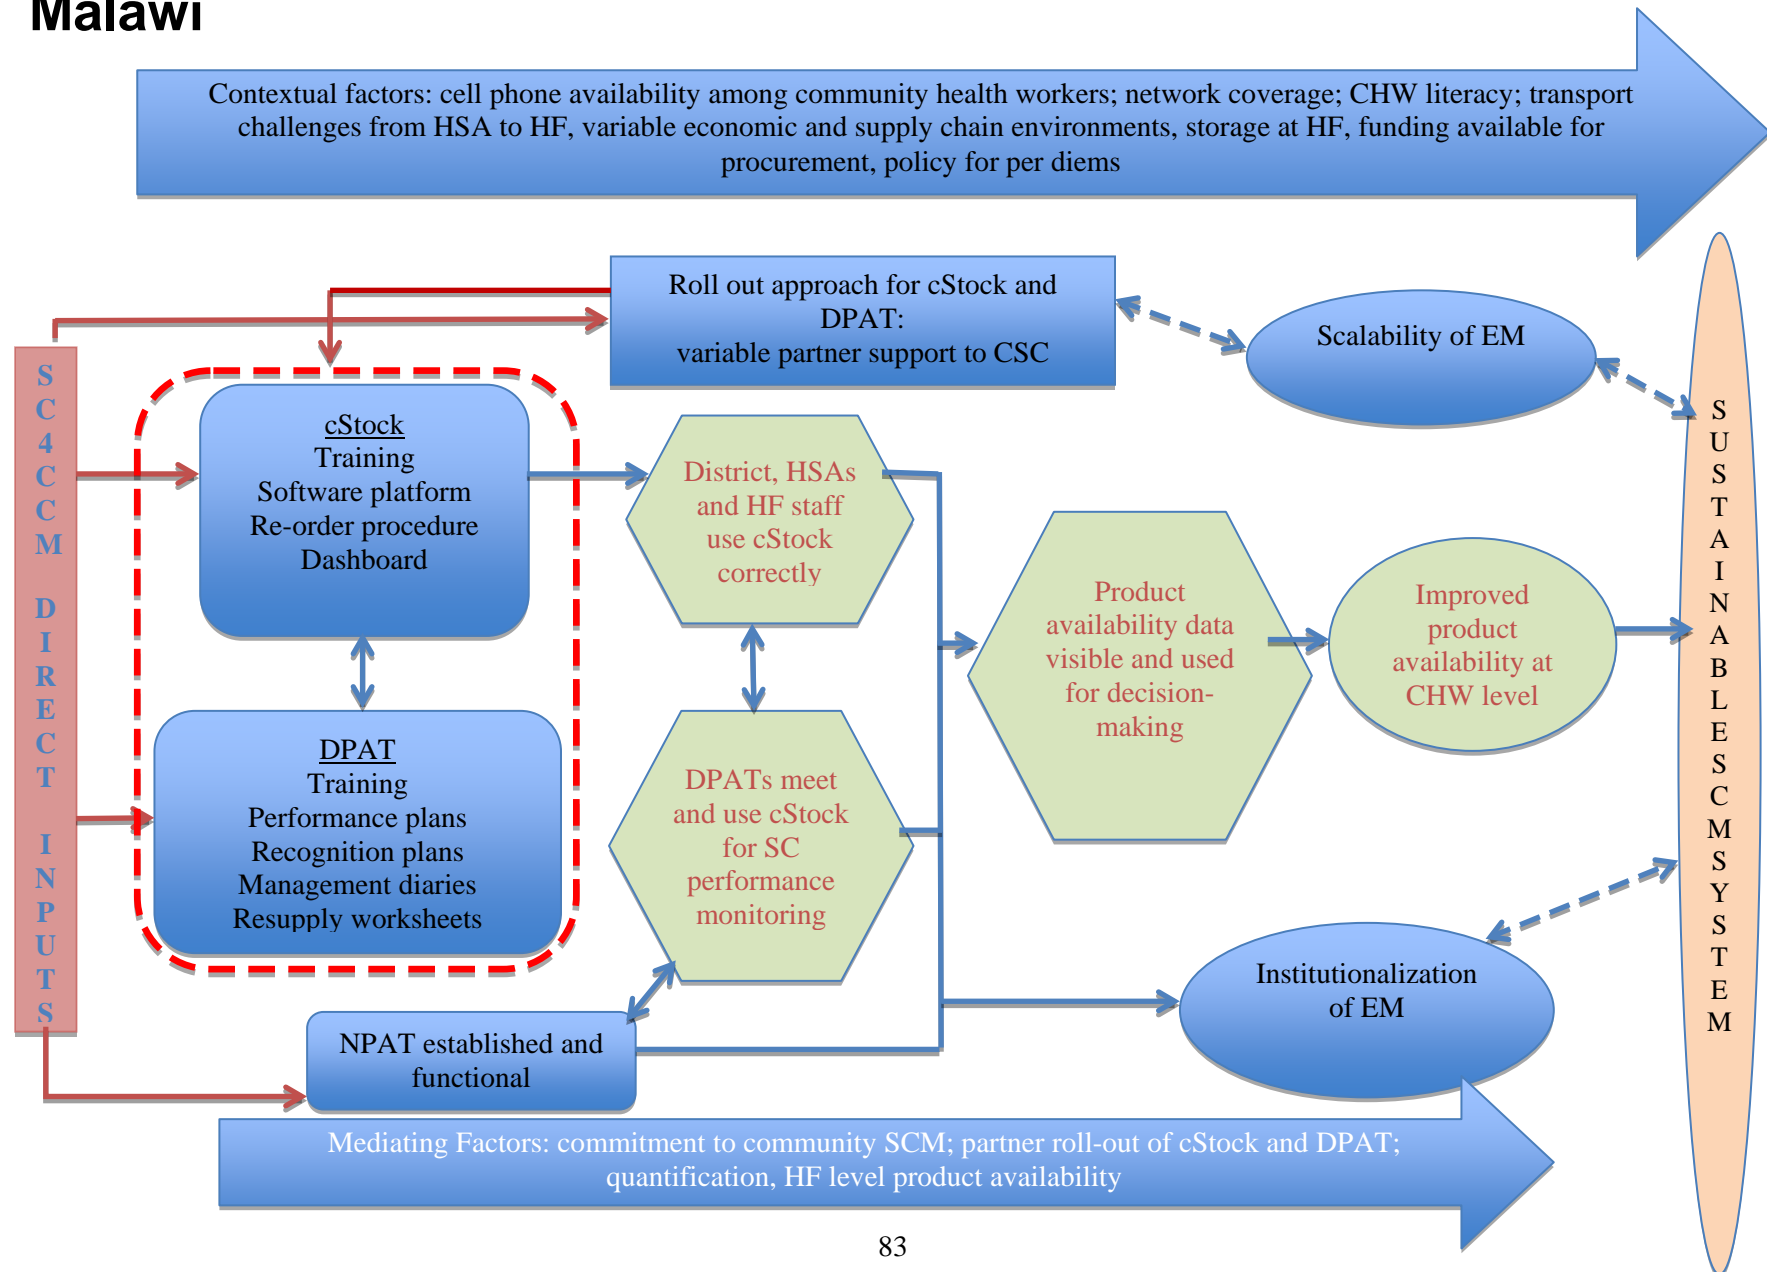 Malawi
Contextual factors: cell phone availability among community health workers; network coverage; CHW literacy; transport
challenges from HSA to HF, variable economic and supply chain environments, storage at HF, funding available for
procurement, policy for per diems
Roll out approach for cStock and
DPAT:
variable partner support to CSC
Scalability of EM
SC4CCM DIRECT INPUTS
cStock
Training
Software platform
Re-order procedure
Dashboard
District, HSAs
and HF staff
use cStock
correctly
Product
availability data
visible and used
for decision-
making
Improved
product
availability at
CHW level
SUSTAINABLESCMSYSTEM
DPAT
Training
Performance plans
Recognition plans
Management diaries
Resupply worksheets
DPATs meet
and use cStock
for SC
performance
monitoring
Institutionalization
of EM
NPAT established and
functional
Mediating Factors: commitment to community SCM; partner roll-out of cStock and DPAT;
quantification, HF level product availability
83